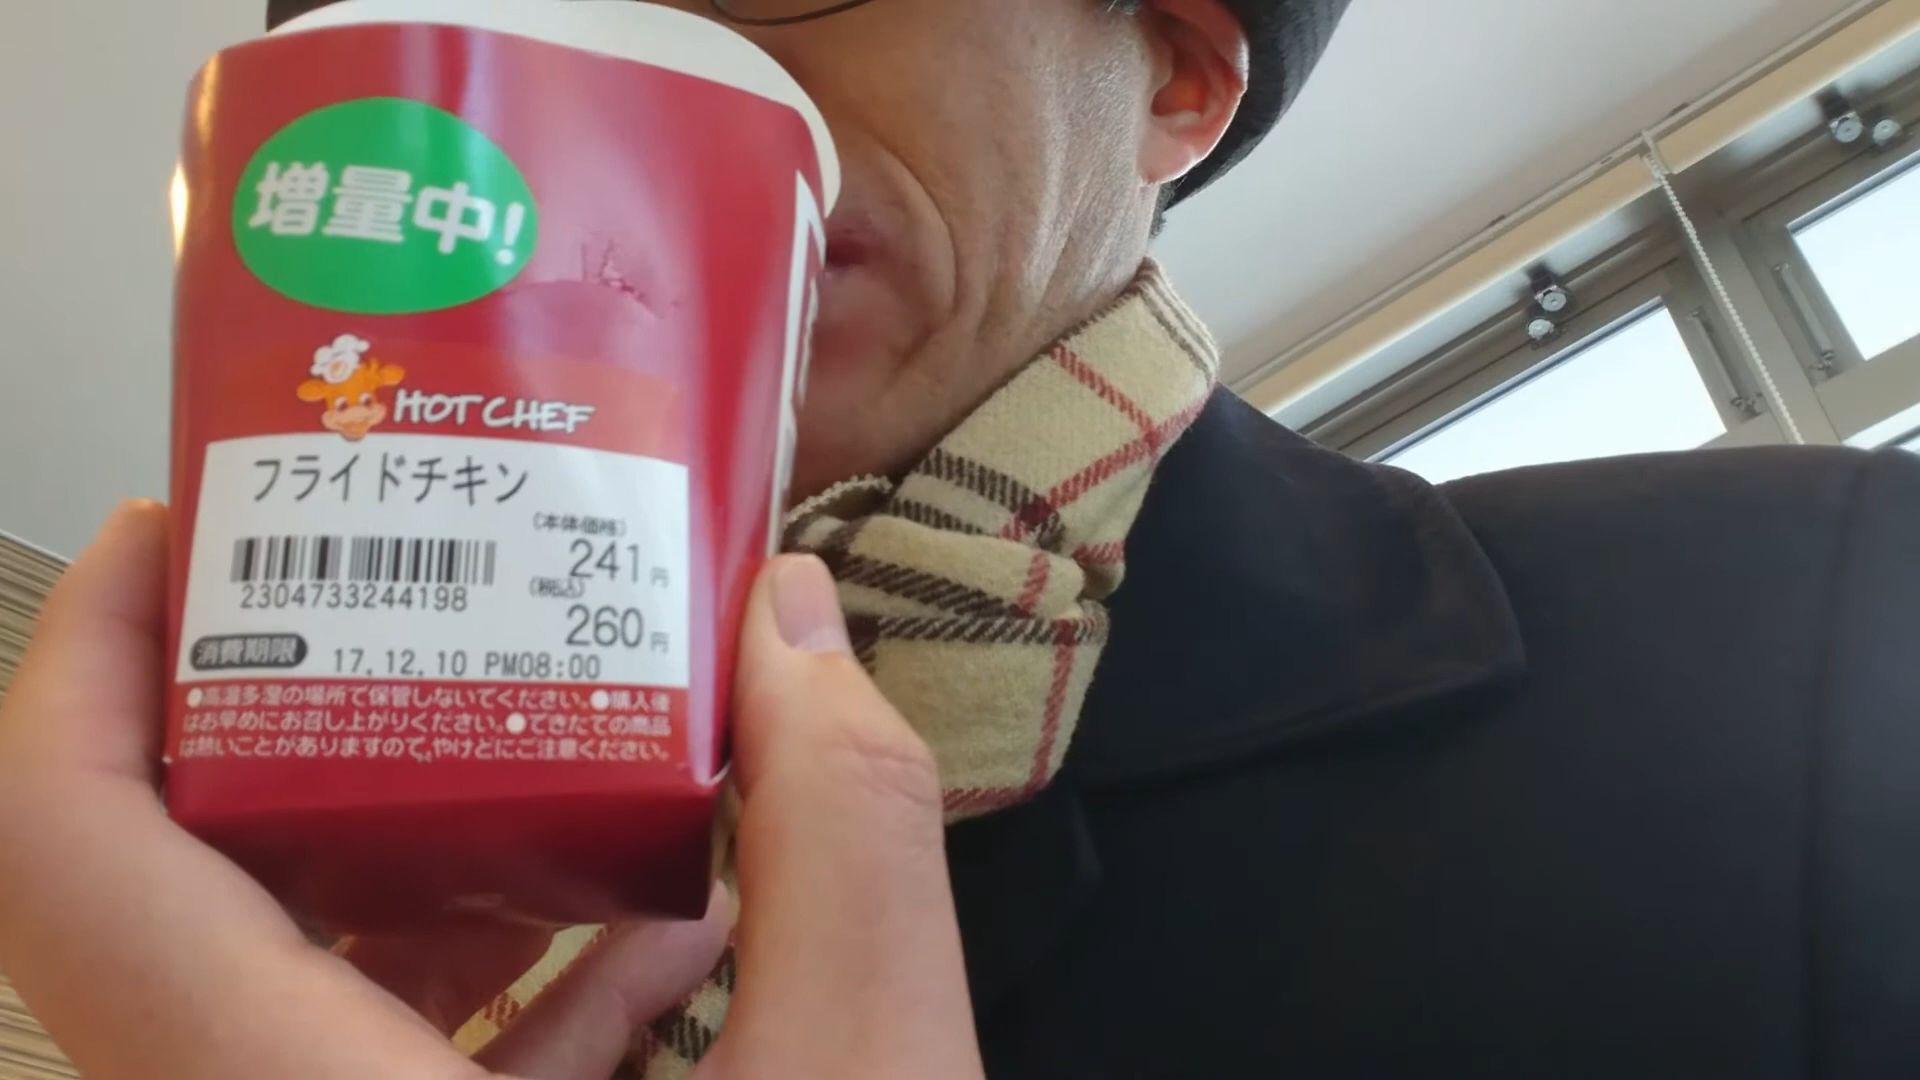 増量中!
HOT CHEF
フライドチキン
(本体価格)
241円
(税込)
260円
2304733244198
消費期限 17.12.10 PM08:00
●高温多湿の場所で保管しないでください。●購入後
はお早めにお召し上がりください。●できたての商品
は熱いことがありますので、やけどにご注意ください。